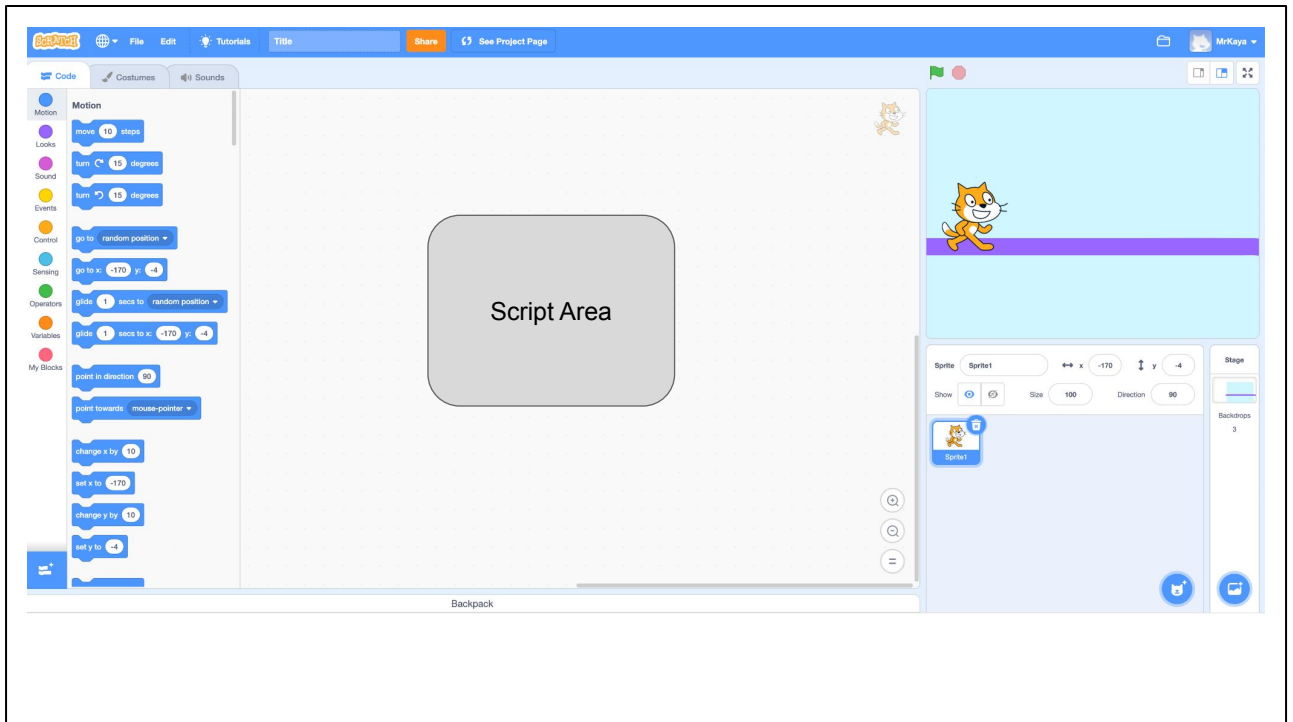 SCRATCH File Edit Tutorials Title Share See Project Page MrKaya
Code Costumes Sounds
Motion
Looks
Sound
Events
Control
Sensing
Operators
Variables
My Blocks
Motion
move 10 steps
turn 15 degrees
turn 15 degrees
go to random position
go to x: -170 y: -4
glide 1 secs to random position
glide 1 secs to x: -170 y: -4
point in direction 90
point towards mouse-pointer
change x by 10
set x to -170
change y by 10
set y to -4
Script Area
Backpack
Sprite Sprite1 x -170 y -4
Show Size 100 Direction 90
Sprite1
Stage
Backdrops
3